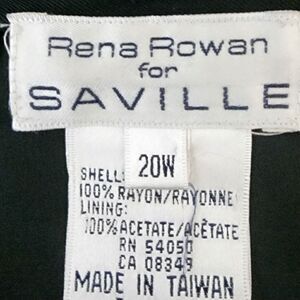 Rena Rowan
for
SAVILLE
20W
SHELL:
100% RAYON/RAYONNE
LINING:
100% ACETATE/ACÉTATE
RN 54050
CA 08349
MADE IN TAIWAN